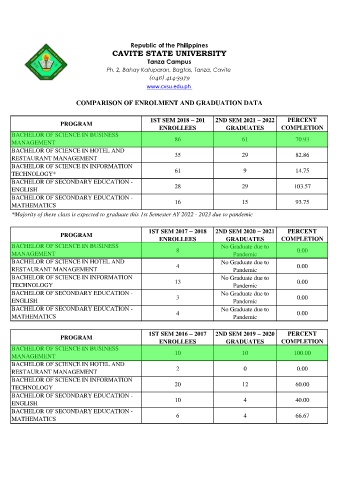 Republic of the Philippines
CAVITE STATE UNIVERSITY
Tanza Campus
Ph. 2, Bahay Katuparan, Bagtas, Tanza, Cavite
(046) 414-3979
www.cvsu.edu.ph
COMPARISON OF ENROLMENT AND GRADUATION DATA
PROGRAM 1ST SEM 2018 – 201 ENROLLEES 2ND SEM 2021 – 2022 GRADUATES PERCENT COMPLETION
BACHELOR OF SCIENCE IN BUSINESS MANAGEMENT 86 61 70.93
BACHELOR OF SCIENCE IN HOTEL AND RESTAURANT MANAGEMENT 35 29 82.86
BACHELOR OF SCIENCE IN INFORMATION TECHNOLOGY* 61 9 14.75
BACHELOR OF SECONDARY EDUCATION - ENGLISH 28 29 103.57
BACHELOR OF SECONDARY EDUCATION - MATHEMATICS 16 15 93.75
*Majority of there class is expected to graduate this 1st Semester AY 2022 - 2023 due to pandemic
PROGRAM 1ST SEM 2017 – 2018 ENROLLEES 2ND SEM 2020 – 2021 GRADUATES PERCENT COMPLETION
BACHELOR OF SCIENCE IN BUSINESS MANAGEMENT 8 No Graduate due to Pandemic 0.00
BACHELOR OF SCIENCE IN HOTEL AND RESTAURANT MANAGEMENT 4 No Graduate due to Pandemic 0.00
BACHELOR OF SCIENCE IN INFORMATION TECHNOLOGY 13 No Graduate due to Pandemic 0.00
BACHELOR OF SECONDARY EDUCATION - ENGLISH 3 No Graduate due to Pandemic 0.00
BACHELOR OF SECONDARY EDUCATION - MATHEMATICS 4 No Graduate due to Pandemic 0.00
PROGRAM 1ST SEM 2016 – 2017 ENROLLEES 2ND SEM 2019 – 2020 GRADUATES PERCENT COMPLETION
BACHELOR OF SCIENCE IN BUSINESS MANAGEMENT 10 10 100.00
BACHELOR OF SCIENCE IN HOTEL AND RESTAURANT MANAGEMENT 2 0 0.00
BACHELOR OF SCIENCE IN INFORMATION TECHNOLOGY 20 12 60.00
BACHELOR OF SECONDARY EDUCATION - ENGLISH 10 4 40.00
BACHELOR OF SECONDARY EDUCATION - MATHEMATICS 6 4 66.67